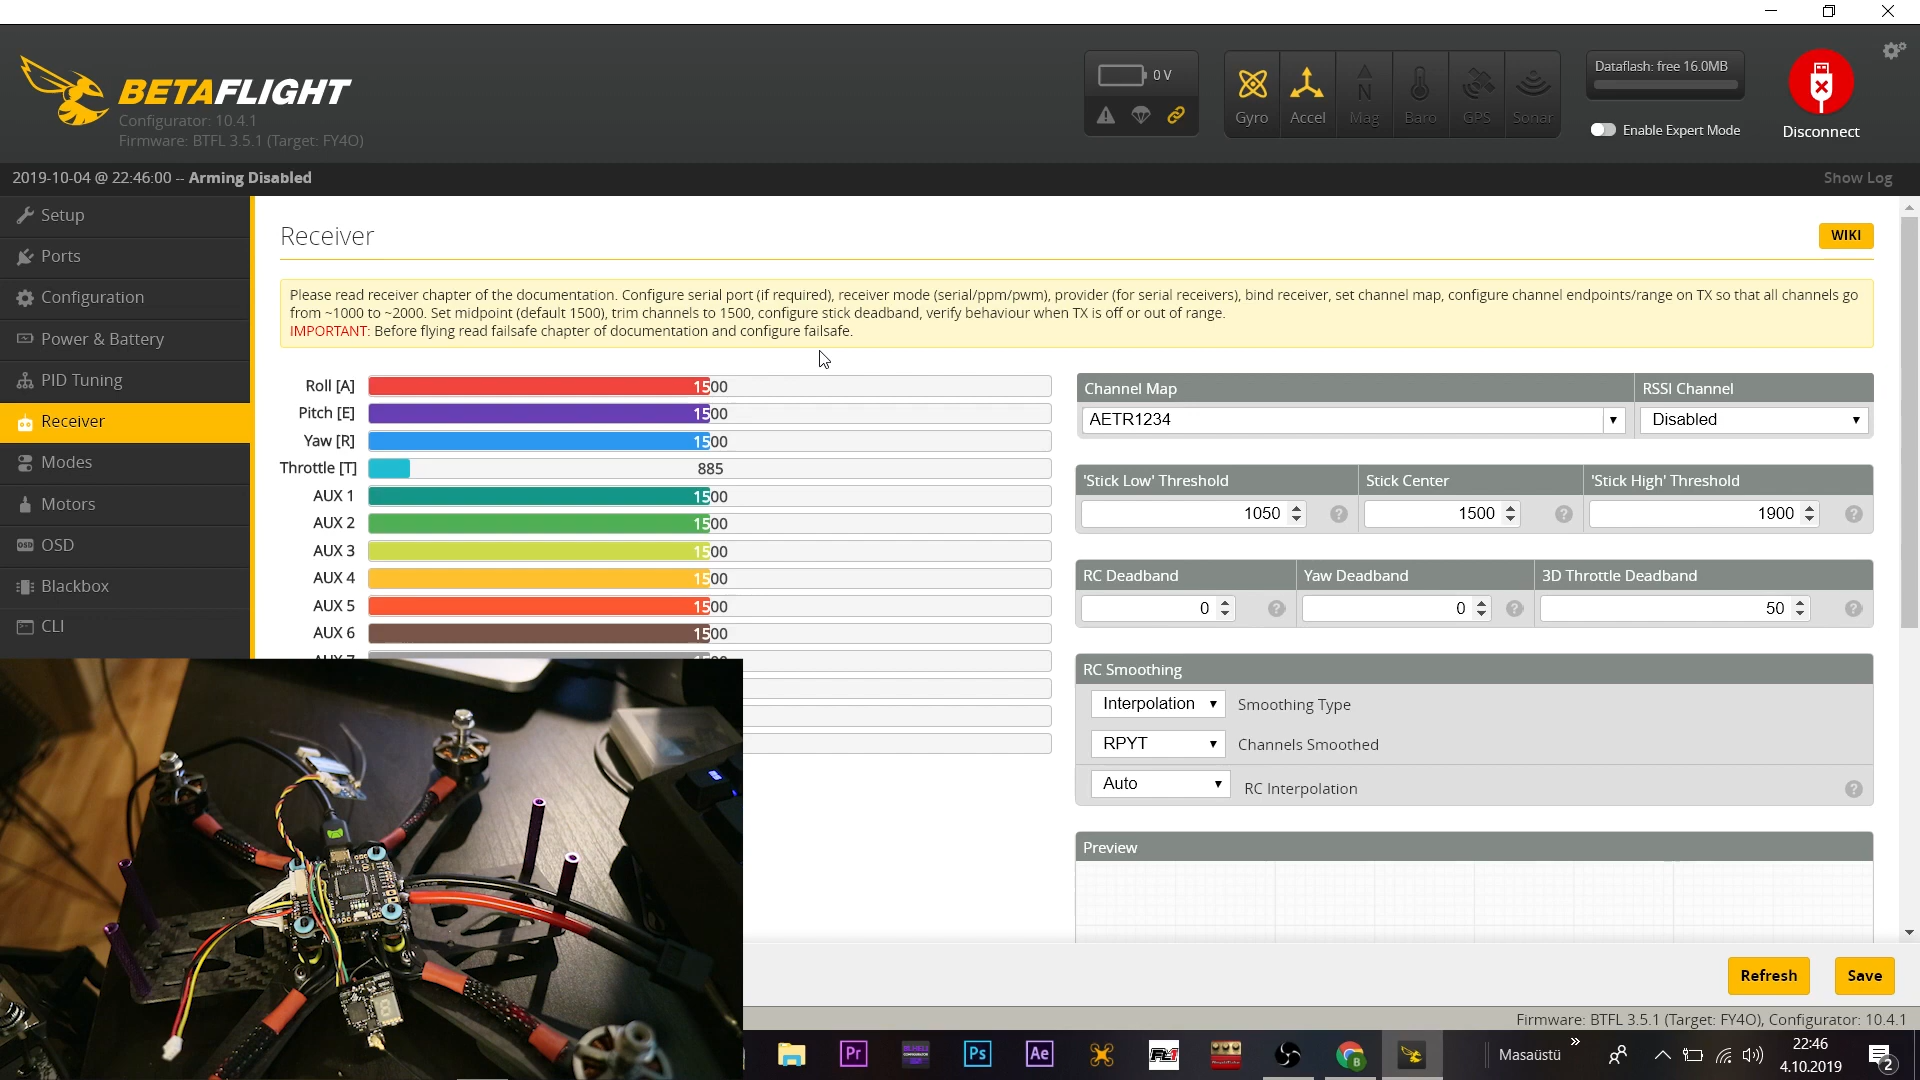 BETAFLIGHT
Configurator: 10.4.1
Firmware: BTFL 3.5.1 (Target: FY4O)
0 V
Gyro
Accel
Mag
Baro
GPS
Sonar
Dataflash: free 16.0MB
Enable Expert Mode
Disconnect
2019-10-04 @ 22:46:00 -- Arming Disabled
Show Log
Setup
Ports
Configuration
Power & Battery
PID Tuning
Receiver
Modes
Motors
OSD
Blackbox
CLI
Receiver
WIKI
Please read receiver chapter of the documentation. Configure serial port (if required), receiver mode (serial/ppm/pwm), provider (for serial receivers), bind receiver, set channel map, configure channel endpoints/range on TX so that all channels go
from ~1000 to ~2000. Set midpoint (default 1500), trim channels to 1500, configure stick deadband, verify behaviour when TX is off or out of range.
IMPORTANT: Before flying read failsafe chapter of documentation and configure failsafe.
Roll [A] 1500
Pitch [E] 1500
Yaw [R] 1500
Throttle [T] 885
AUX 1 1500
AUX 2 1500
AUX 3 1500
AUX 4 1500
AUX 5 1500
AUX 6 1500
AUX 7 1500
Channel Map
RSSI Channel
AETR1234
Disabled
'Stick Low' Threshold
Stick Center
'Stick High' Threshold
1050
1500
1900
RC Deadband
Yaw Deadband
3D Throttle Deadband
0
0
50
RC Smoothing
Interpolation Smoothing Type
RPYT Channels Smoothed
Auto RC Interpolation
Preview
Refresh
Save
Firmware: BTFL 3.5.1 (Target: FY4O), Configurator: 10.4.1
Pr
Ps
Ae
Masaüstü
22:46
4.10.2019
2